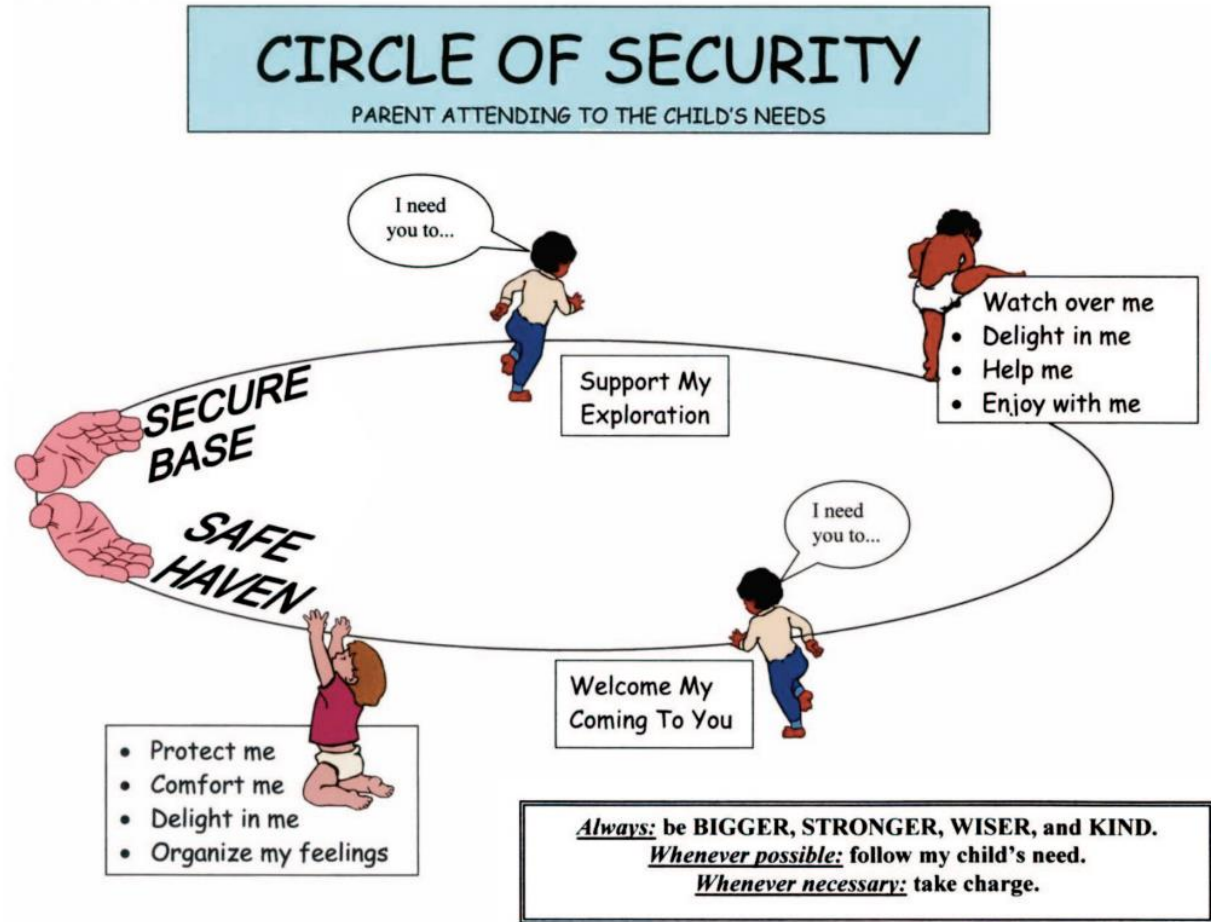 CIRCLE OF SECURITY
PARENT ATTENDING TO THE CHILD'S NEEDS
I need
you to...
• Watch over me
• Delight in me
• Help me
• Enjoy with me
Support My
Exploration
SECURE
BASE
SAFE
HAVEN
I need
you to...
Welcome My
Coming To You
• Protect me
• Comfort me
• Delight in me
• Organize my feelings
Always: be BIGGER, STRONGER, WISER, and KIND.
Whenever possible: follow my child's need.
Whenever necessary: take charge.